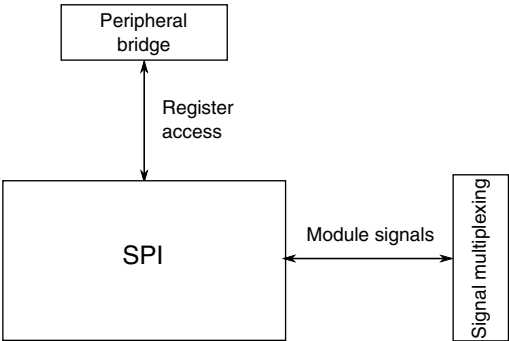 Peripheral
bridge
Register
access
SPI
Module signals
Signal multiplexing